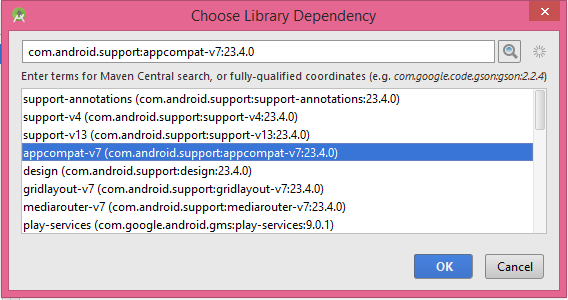 Choose Library Dependency
com.android.support:appcompat-v7:23.4.0
Enter terms for Maven Central search, or fully-qualified coordinates (e.g. com.google.code.gson:gson:2.2.4)
support-annotations (com.android.support:support-annotations:23.4.0)
support-v4 (com.android.support:support-v4:23.4.0)
support-v13 (com.android.support:support-v13:23.4.0)
appcompat-v7 (com.android.support:appcompat-v7:23.4.0)
design (com.android.support:design:23.4.0)
gridlayout-v7 (com.android.support:gridlayout-v7:23.4.0)
mediarouter-v7 (com.android.support:mediarouter-v7:23.4.0)
play-services (com.google.android.gms:play-services:9.0.1)
OK Cancel